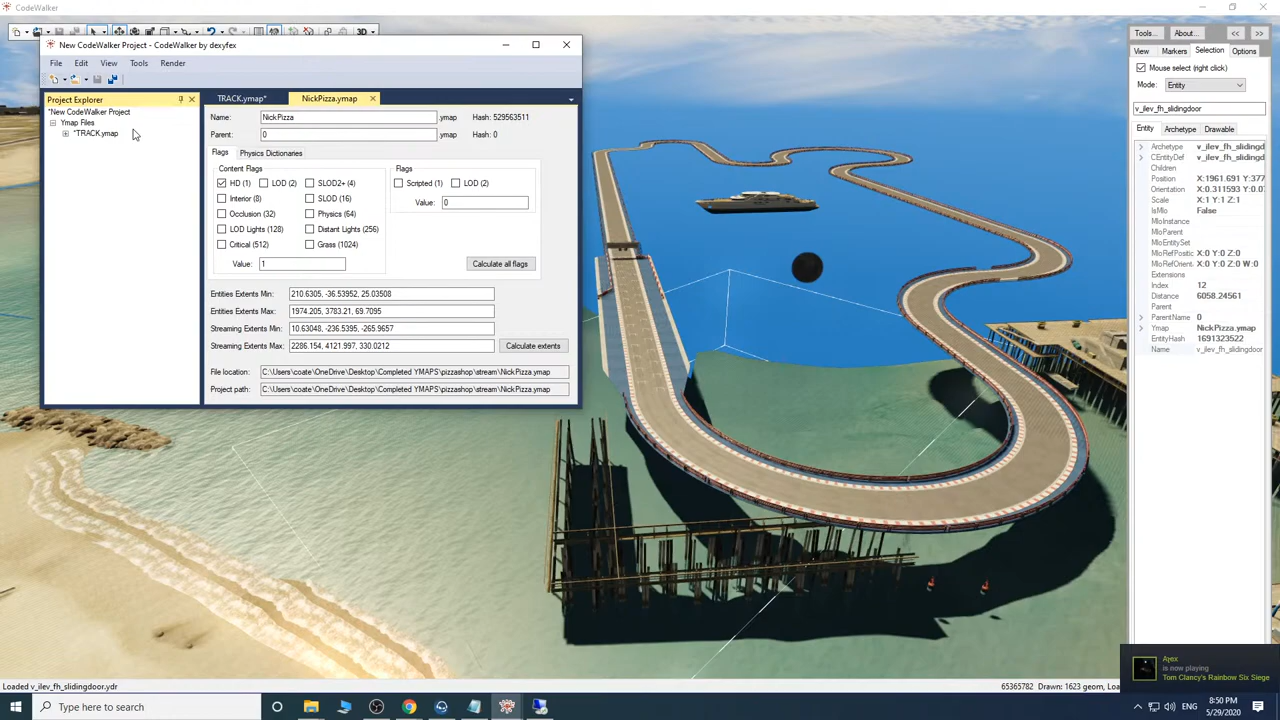 CodeWalker
New CodeWalker Project - CodeWalker by dexyfex
File Edit View Tools Render
Project Explorer
*New CodeWalker Project
Ymap Files
*TRACK.ymap
TRACK.ymap* NickPizza.ymap
Name: NickPizza .ymap Hash: 529563511
Parent: 0 .ymap Hash: 0
Flags Physics Dictionaries
Content Flags Flags
HD (1) LOD (2) SLOD2+ (4) Scripted (1) LOD (2)
Interior (8) SLOD (16) Value: 0
Occlusion (32) Physics (64)
LOD Lights (128) Distant Lights (256)
Critical (512) Grass (1024)
Value: 1 Calculate all flags
Entities Extents Min: 210.6305, -36.53952, 25.03508
Entities Extents Max: 1974.205, 3783.21, 69.7095
Streaming Extents Min: 10.63048, -236.5395, -265.9657
Streaming Extents Max: 2286.154, 4121.997, 330.0212 Calculate extents
File location: C:\Users\coate\OneDrive\Desktop\Completed YMAPS\pizzashop\stream\NickPizza.ymap
Project path: C:\Users\coate\OneDrive\Desktop\Completed YMAPS\pizzashop\stream\NickPizza.ymap
3D
Tools... About... << >>
View Markers Selection Options
Mouse select (right click)
Mode: Entity
v_ilev_fh_slidingdoor
Entity Archetype Drawable
Archetype v_ilev_fh_slidingd
CEntityDef v_ilev_fh_slidingd
Children
Position X:1961.691 Y:377
Orientation X:0.311593 Y:0.0
Scale X:1 Y:1 Z:1
IsMlo False
MloInstance
MloParent
MloEntitySet
MloRefPositic X:0 Y:0 Z:0
MloRefOrient X:0 Y:0 Z:0 W:0
Extensions
Index 12
Distance 6058.24561
Parent
ParentName 0
Ymap NickPizza.ymap
EntityHash 1691323522
Name v_ilev_fh_slidingdoor
is now playing
Tom Clancy's Rainbow Six Siege
Loaded v_ilev_fh_slidingdoor.ydr
65365782 Drawn: 1623 geom, Loa
Type here to search
ENG
8:50 PM
5/29/2020